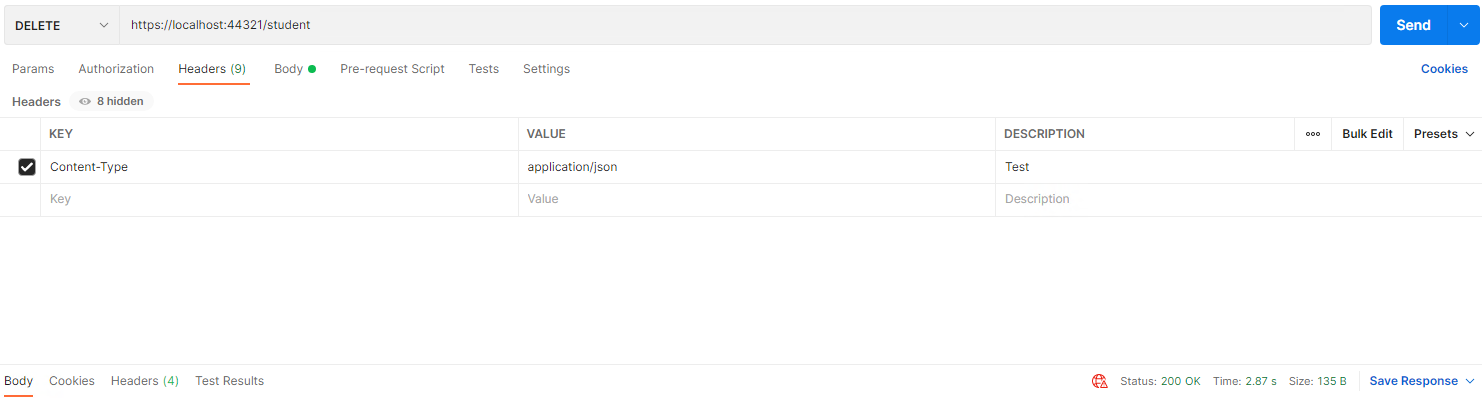 DELETE https://localhost:44321/student Send
Params Authorization Headers (9) Body Pre-request Script Tests Settings Cookies
Headers 8 hidden
KEY VALUE DESCRIPTION ooo Bulk Edit Presets
Content-Type application/json Test
Key Value Description
Body Cookies Headers (4) Test Results Status: 200 OK Time: 2.87 s Size: 135 B Save Response